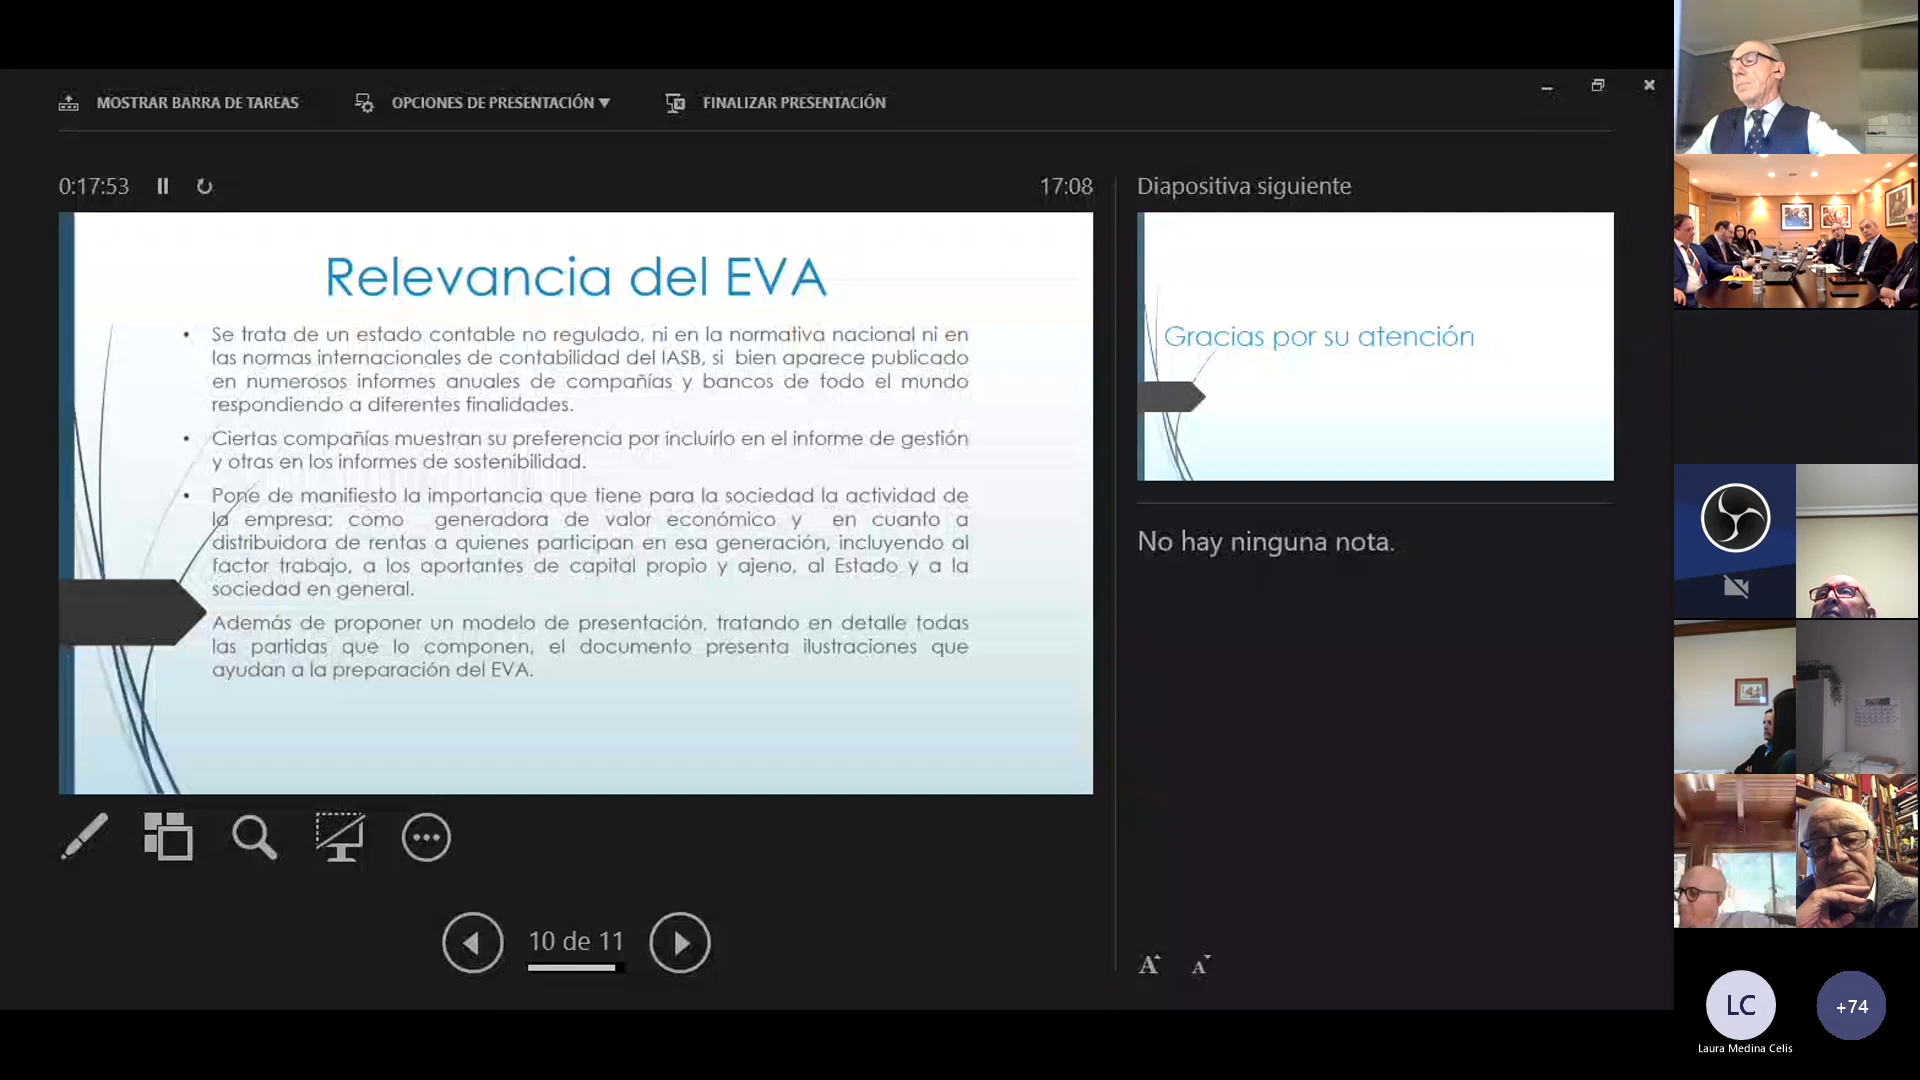 MOSTRAR BARRA DE TAREAS
OPCIONES DE PRESENTACIÓN ▼
FINALIZAR PRESENTACIÓN
0:17:53
17:08
Diapositiva siguiente
Relevancia del EVA
• Se trata de un estado contable no regulado, ni en la normativa nacional ni en
las normas internacionales de contabilidad del IASB, si bien aparece publicado
en numerosos informes anuales de compañías y bancos de todo el mundo
respondiendo a diferentes finalidades.
• Ciertas compañías muestran su preferencia por incluirlo en el informe de gestión
y otras en los informes de sostenibilidad.
• Pone de manifiesto la importancia que tiene para la sociedad la actividad de
la empresa: como generadora de valor económico y en cuanto a
distribuidora de rentas a quienes participan en esa generación, incluyendo al
factor trabajo, a los aportantes de capital propio y ajeno, al Estado y a la
sociedad en general.
Además de proponer un modelo de presentación, tratando en detalle todas
las partidas que lo componen, el documento presenta ilustraciones que
ayudan a la preparación del EVA.
Gracias por su atención
No hay ninguna nota.
10 de 11
A A
LC
+74
Laura Medina Celis